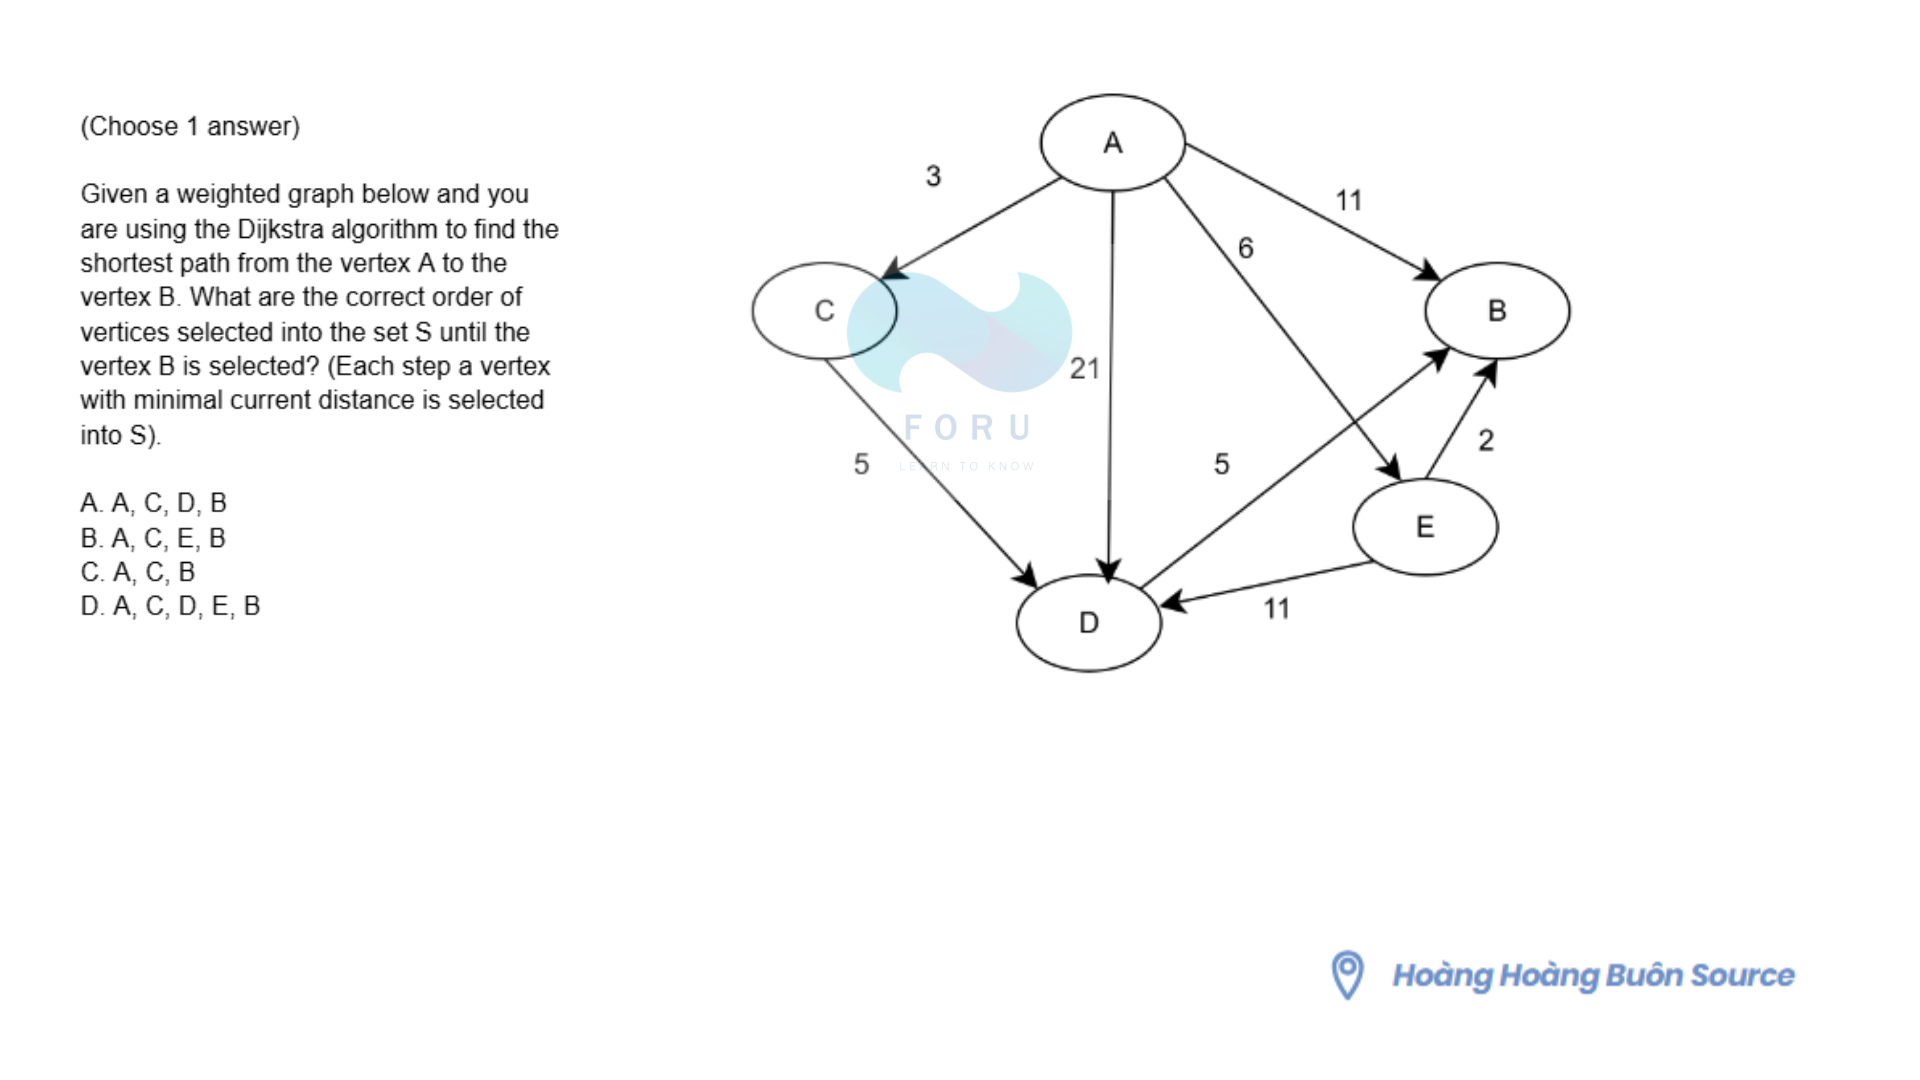 (Choose 1 answer)
Given a weighted graph below and you
are using the Dijkstra algorithm to find the
shortest path from the vertex A to the
vertex B. What are the correct order of
vertices selected into the set S until the
vertex B is selected? (Each step a vertex
with minimal current distance is selected
into S).
A. A, C, D, B
B. A, C, E, B
C. A, C, B
D. A, C, D, E, B
A
3
11
6
C
B
21
FORU
LEARN TO KNOW
5
5
2
E
11
D
Hoàng Hoàng Buôn Source